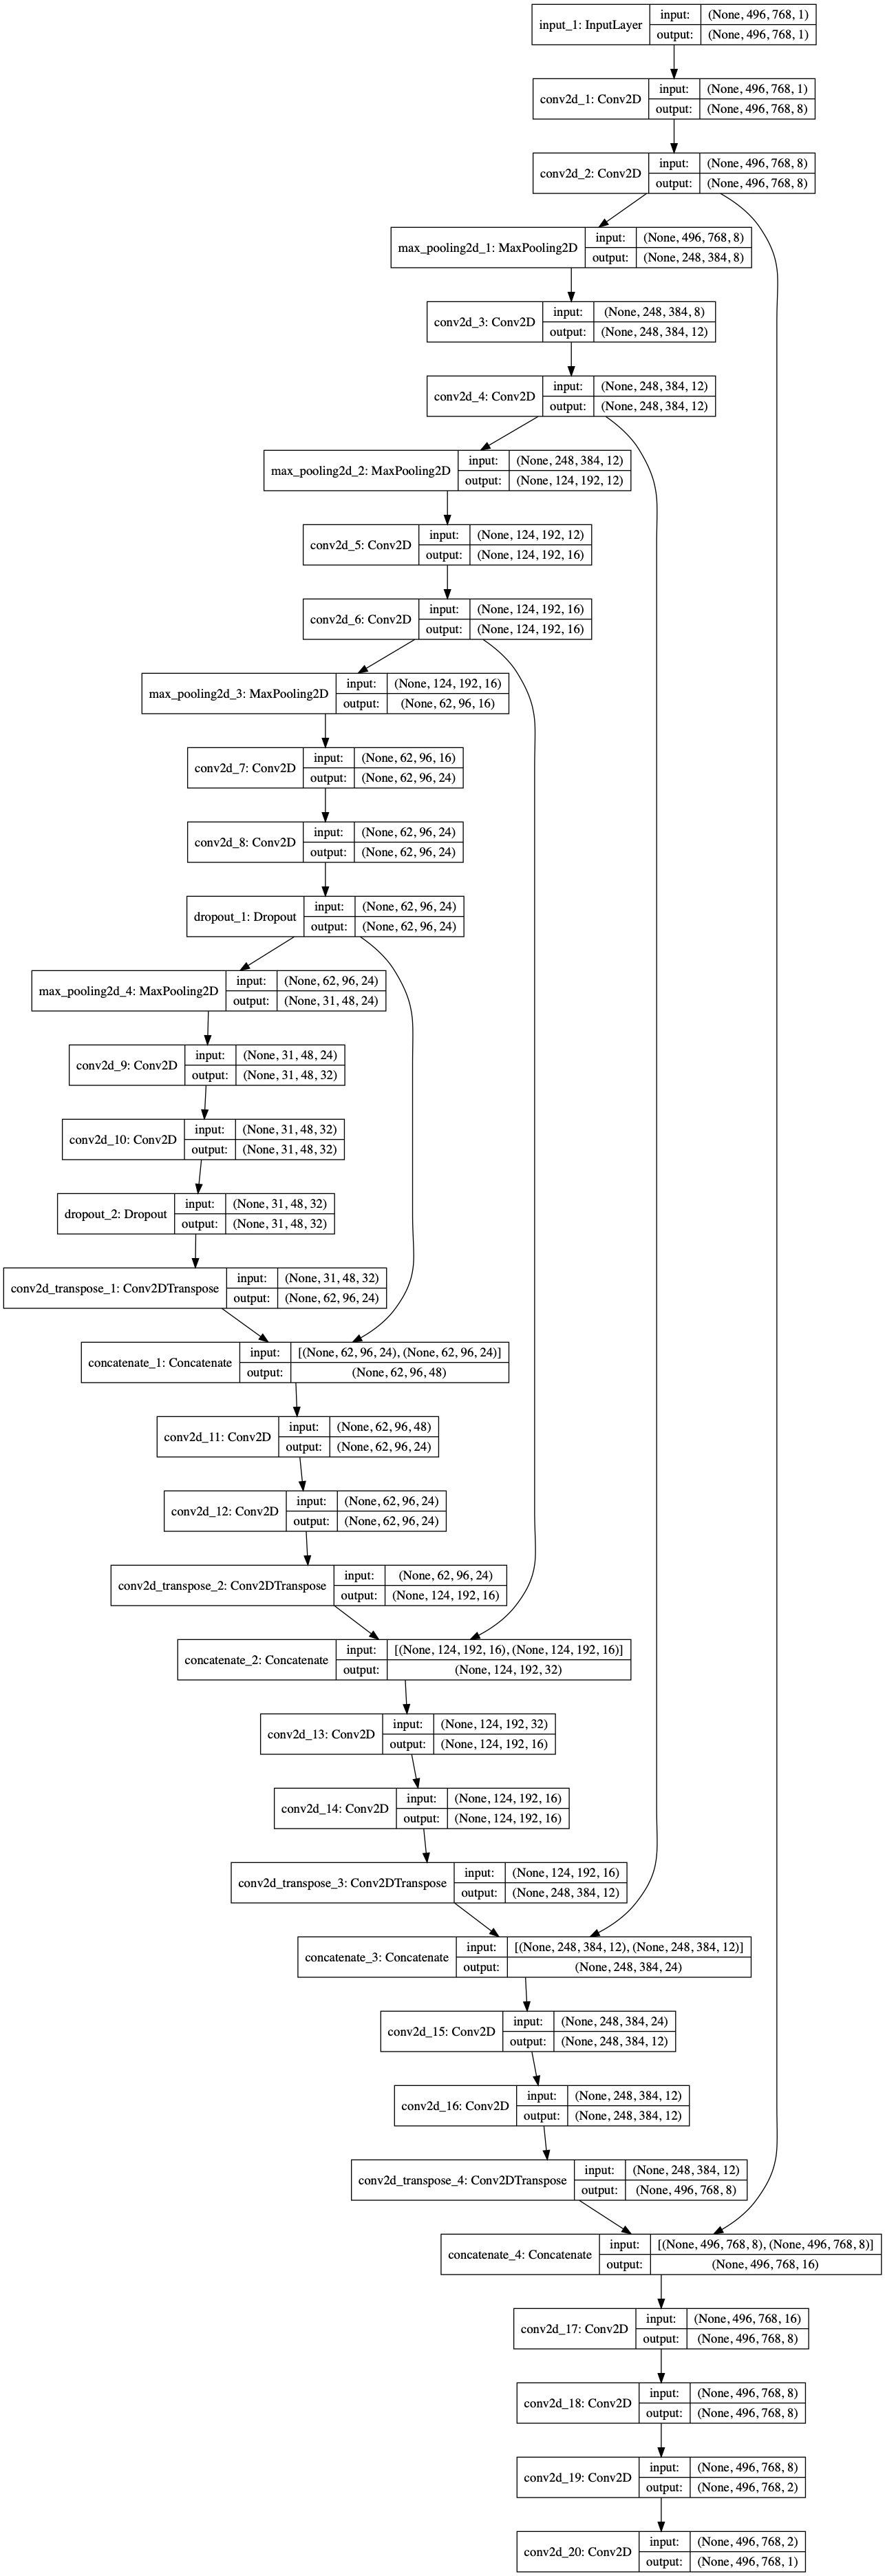 input_1: InputLayer
input: (None, 496, 768, 1)
output: (None, 496, 768, 1)
conv2d_1: Conv2D
input: (None, 496, 768, 1)
output: (None, 496, 768, 8)
conv2d_2: Conv2D
input: (None, 496, 768, 8)
output: (None, 496, 768, 8)
max_pooling2d_1: MaxPooling2D
input: (None, 496, 768, 8)
output: (None, 248, 384, 8)
conv2d_3: Conv2D
input: (None, 248, 384, 8)
output: (None, 248, 384, 12)
conv2d_4: Conv2D
input: (None, 248, 384, 12)
output: (None, 248, 384, 12)
max_pooling2d_2: MaxPooling2D
input: (None, 248, 384, 12)
output: (None, 124, 192, 12)
conv2d_5: Conv2D
input: (None, 124, 192, 12)
output: (None, 124, 192, 16)
conv2d_6: Conv2D
input: (None, 124, 192, 16)
output: (None, 124, 192, 16)
max_pooling2d_3: MaxPooling2D
input: (None, 124, 192, 16)
output: (None, 62, 96, 16)
conv2d_7: Conv2D
input: (None, 62, 96, 16)
output: (None, 62, 96, 24)
conv2d_8: Conv2D
input: (None, 62, 96, 24)
output: (None, 62, 96, 24)
dropout_1: Dropout
input: (None, 62, 96, 24)
output: (None, 62, 96, 24)
max_pooling2d_4: MaxPooling2D
input: (None, 62, 96, 24)
output: (None, 31, 48, 24)
conv2d_9: Conv2D
input: (None, 31, 48, 24)
output: (None, 31, 48, 32)
conv2d_10: Conv2D
input: (None, 31, 48, 32)
output: (None, 31, 48, 32)
dropout_2: Dropout
input: (None, 31, 48, 32)
output: (None, 31, 48, 32)
conv2d_transpose_1: Conv2DTranspose
input: (None, 31, 48, 32)
output: (None, 62, 96, 24)
concatenate_1: Concatenate
input: [(None, 62, 96, 24), (None, 62, 96, 24)]
output: (None, 62, 96, 48)
conv2d_11: Conv2D
input: (None, 62, 96, 48)
output: (None, 62, 96, 24)
conv2d_12: Conv2D
input: (None, 62, 96, 24)
output: (None, 62, 96, 24)
conv2d_transpose_2: Conv2DTranspose
input: (None, 62, 96, 24)
output: (None, 124, 192, 16)
concatenate_2: Concatenate
input: [(None, 124, 192, 16), (None, 124, 192, 16)]
output: (None, 124, 192, 32)
conv2d_13: Conv2D
input: (None, 124, 192, 32)
output: (None, 124, 192, 16)
conv2d_14: Conv2D
input: (None, 124, 192, 16)
output: (None, 124, 192, 16)
conv2d_transpose_3: Conv2DTranspose
input: (None, 124, 192, 16)
output: (None, 248, 384, 12)
concatenate_3: Concatenate
input: [(None, 248, 384, 12), (None, 248, 384, 12)]
output: (None, 248, 384, 24)
conv2d_15: Conv2D
input: (None, 248, 384, 24)
output: (None, 248, 384, 12)
conv2d_16: Conv2D
input: (None, 248, 384, 12)
output: (None, 248, 384, 12)
conv2d_transpose_4: Conv2DTranspose
input: (None, 248, 384, 12)
output: (None, 496, 768, 8)
concatenate_4: Concatenate
input: [(None, 496, 768, 8), (None, 496, 768, 8)]
output: (None, 496, 768, 16)
conv2d_17: Conv2D
input: (None, 496, 768, 16)
output: (None, 496, 768, 8)
conv2d_18: Conv2D
input: (None, 496, 768, 8)
output: (None, 496, 768, 8)
conv2d_19: Conv2D
input: (None, 496, 768, 8)
output: (None, 496, 768, 2)
conv2d_20: Conv2D
input: (None, 496, 768, 2)
output: (None, 496, 768, 1)